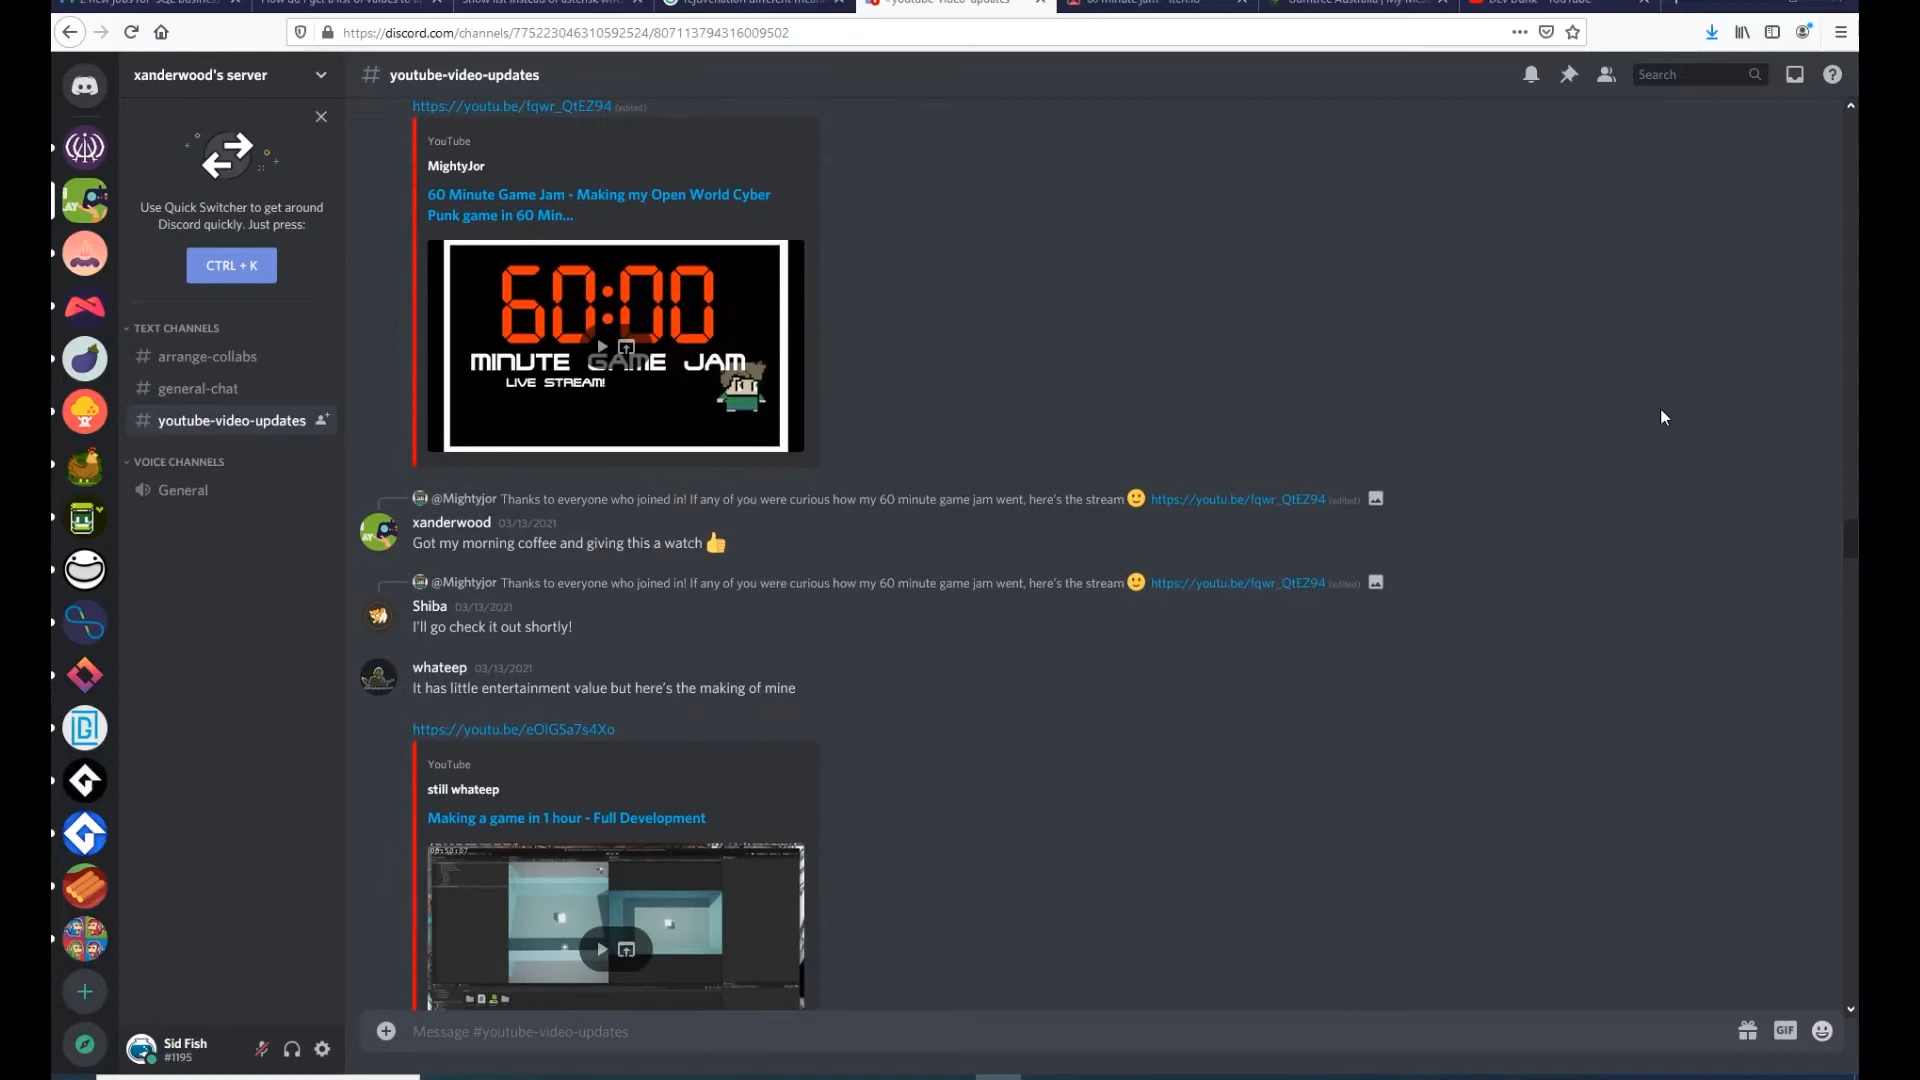 https://discord.com/channels/775223046310592524/807113794316009502
xanderwood's server
youtube-video-updates
Search
Use Quick Switcher to get around
Discord quickly. Just press:
CTRL + K
TEXT CHANNELS
arrange-collabs
general-chat
youtube-video-updates
VOICE CHANNELS
General
Sid Fish
#1195
https://youtu.be/fqwr_QtEZ94 (edited)
YouTube
MightyJor
60 Minute Game Jam - Making my Open World Cyber
Punk game in 60 Min...
60:00
MINUTE GAME JAM
LIVE STREAM!
@Mightyjor Thanks to everyone who joined in! If any of you were curious how my 60 minute game jam went, here's the stream 🙂 https://youtu.be/fqwr_QtEZ94 (edited)
xanderwood 03/13/2021
Got my morning coffee and giving this a watch 👍
@Mightyjor Thanks to everyone who joined in! If any of you were curious how my 60 minute game jam went, here's the stream 🙂 https://youtu.be/fqwr_QtEZ94 (edited)
Shiba 03/13/2021
I'll go check it out shortly!
whateep 03/13/2021
It has little entertainment value but here's the making of mine
https://youtu.be/eOlGSa7s4Xo
YouTube
still whateep
Making a game in 1 hour - Full Development
Message #youtube-video-updates
GIF